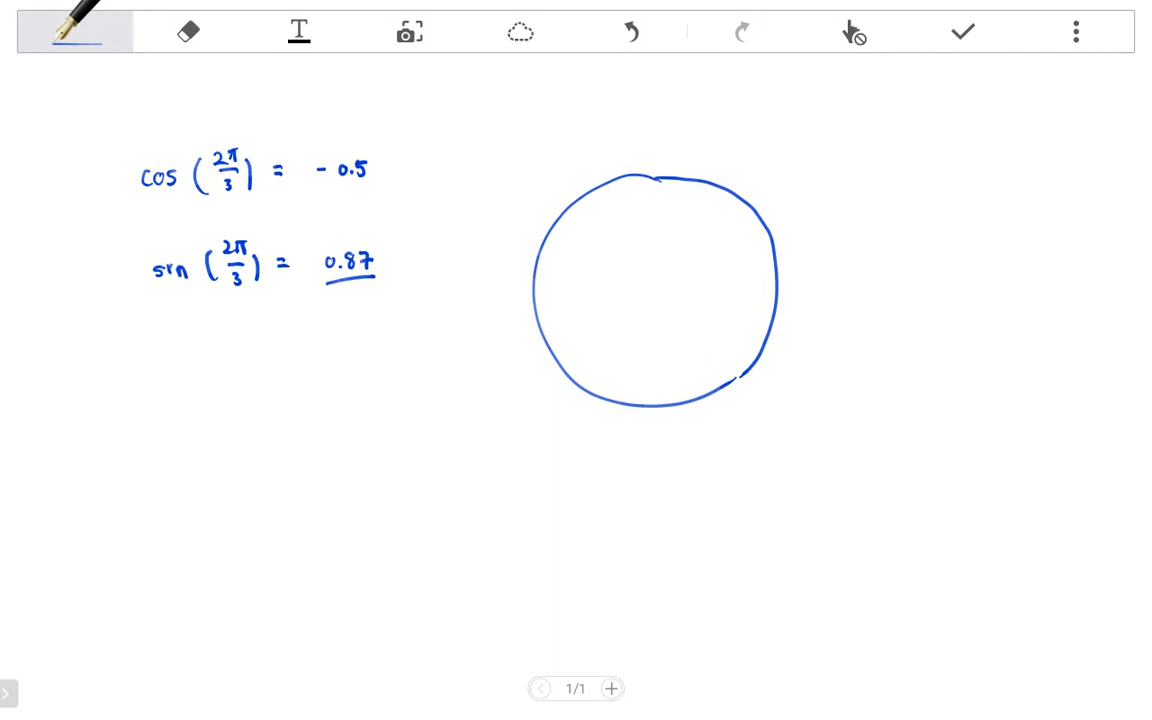 T
cos (2π/3) = - 0.5
sin (2π/3) = 0.87
1/1